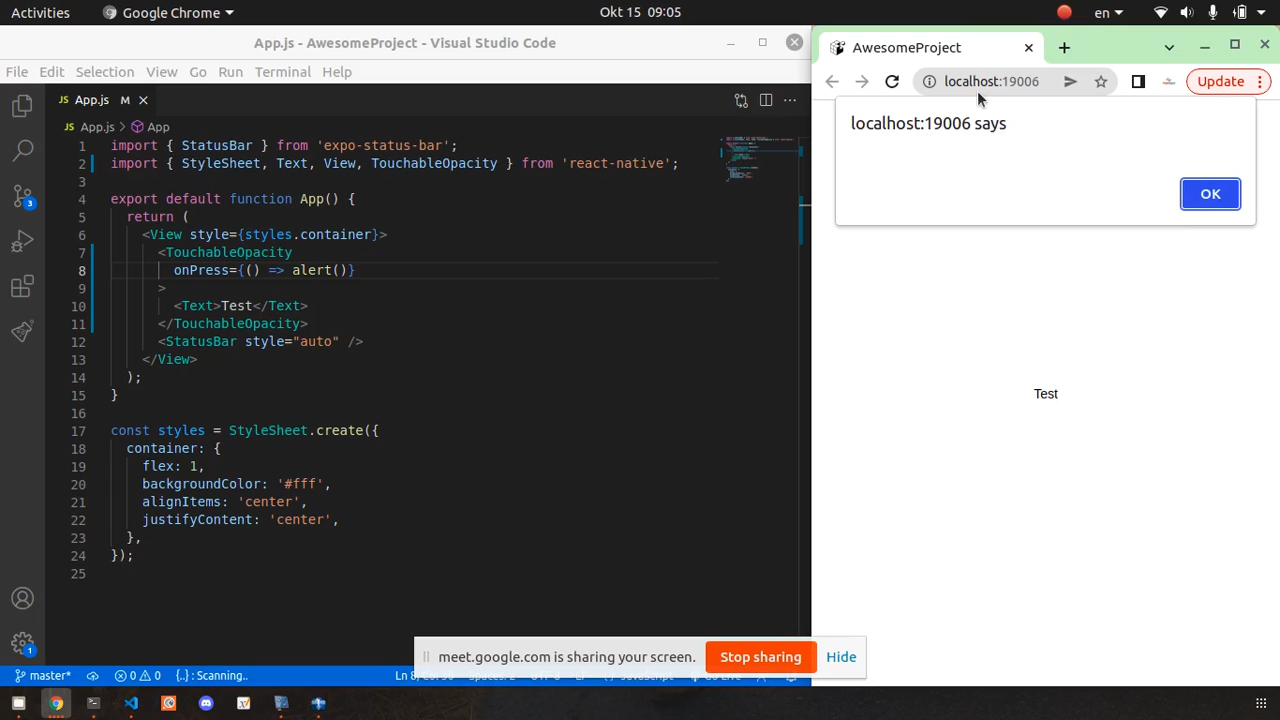 Activities
Google Chrome
Okt 15 09:05
en
App.js - AwesomeProject - Visual Studio Code
File Edit Selection View Go Run Terminal Help
App.js M
App.js > App
1 import { StatusBar } from 'expo-status-bar';
2 import { StyleSheet, Text, View, TouchableOpacity } from 'react-native';
3
4 export default function App() {
5 return (
6 <View style={styles.container}>
7 <TouchableOpacity
8 onPress={() => alert()}
9 >
10 <Text>Test</Text>
11 </TouchableOpacity>
12 <StatusBar style="auto" />
13 </View>
14 );
15 }
16
17 const styles = StyleSheet.create({
18 container: {
19 flex: 1,
20 backgroundColor: '#fff',
21 alignItems: 'center',
22 justifyContent: 'center',
23 },
24 });
25
3
1
master*
0 0
{..}: Scanning..
AwesomeProject
localhost:19006
Update
localhost:19006 says
OK
Test
meet.google.com is sharing your screen.
Stop sharing
Hide